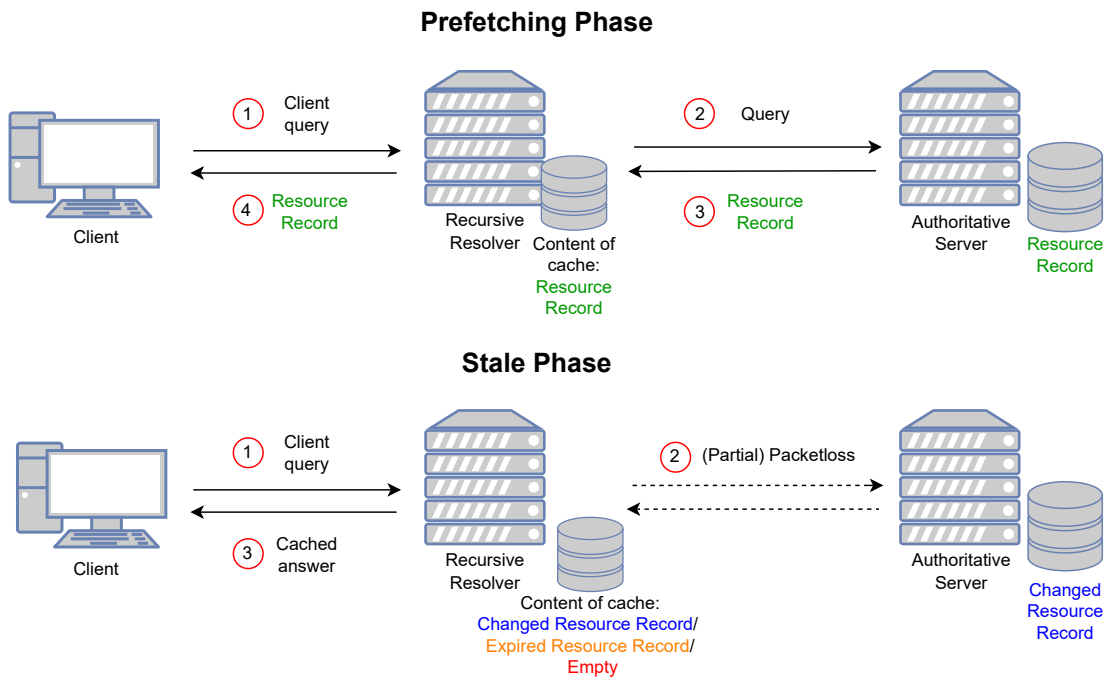 Prefetching Phase
1
Client
query
2
Query
4
Resource
Record
3
Resource
Record
Client
Recursive
Resolver
Content of
cache:
Resource
Record
Authoritative
Server
Resource
Record
Stale Phase
1
Client
query
2
(Partial) Packetloss
3
Cached
answer
Client
Recursive
Resolver
Content of cache:
Changed Resource Record/
Expired Resource Record/
Empty
Authoritative
Server
Changed
Resource
Record